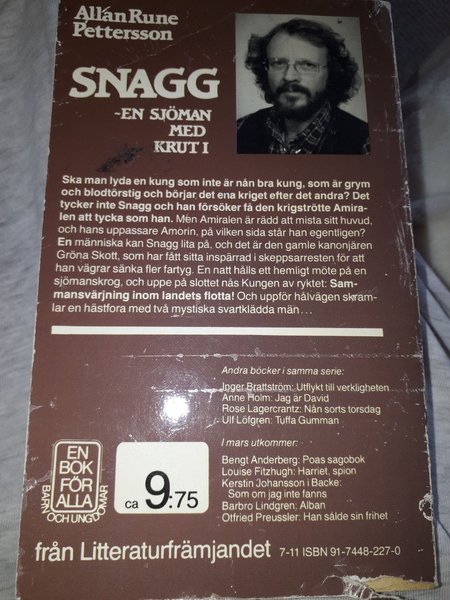 Allan Rune
Pettersson
SNAGG
-EN SJÖMAN
MED
KRUT I
Ska man lyda en kung som inte är nån bra kung, som är grym
och blodtörstig och börjar det ena kriget efter det andra? Det
tycker inte Snagg och han försöker få den krigströtte Amira-
len att tycka som han. Men Amiralen är rädd att mista sitt huvud,
och hans uppassare Amorin, på vilken sida står han egentligen?
En människa kan Snagg lita på, och det är den gamle kanonjären
Gröna Skott, som har fått sitta inspärrad i skeppsarresten för att
han vägrar sänka fler fartyg. En natt hålls ett hemligt möte på en
sjömanskrog, och uppe på slottet nås Kungen av ryktet: Sam-
mansvärjning inom landets flotta! Och uppför hålvägen skram-
lar en hästfora med två mystiska svartklädda män...
Andra böcker i samma serie:
Inger Brattström: Utflykt till verkligheten
Anne Holm: Jag är David
Rose Lagercrantz: Nån sorts torsdag
Ulf Löfgren: Tuffa Gumman
I mars utkommer:
Bengt Anderberg: Poas sagobok
Louise Fitzhugh: Harriet, spion
Kerstin Johansson i Backe:
Som om jag inte fanns
Barbro Lindgren: Alban
Otfried Preussler: Han sålde sin frihet
EN
BOK
FÖR
ALLA
BARN OCH UNGDOMAR
ca 9:75
från Litteraturfrämjandet 7-11 ISBN 91-7448-227-0